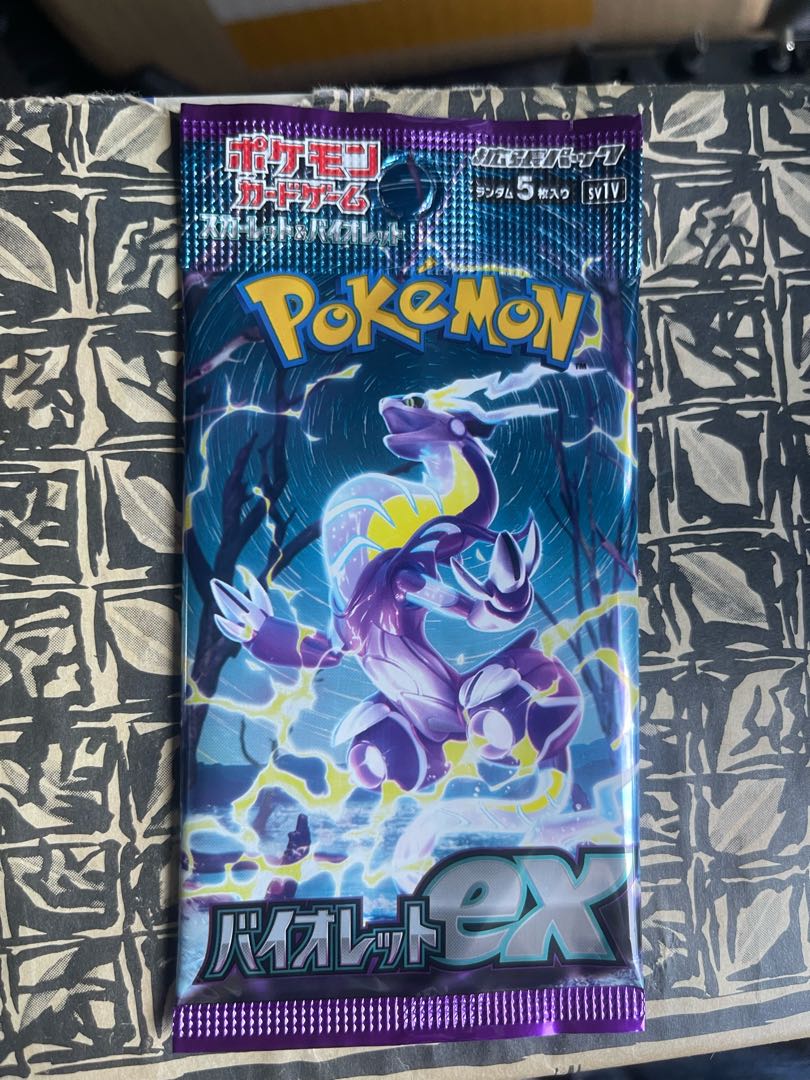 ポケモン
カードゲーム
スカーレット&バイオレット
拡張パック
ランダム5枚入り SV1V
POKéMON
TM
バイオレットex